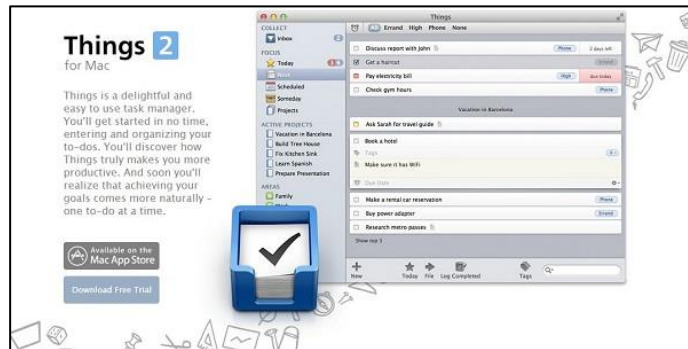 Things 2
for Mac
Things is a delightful and
easy to use task manager.
You'll get started in no time,
entering and organizing your
to-dos. You'll discover how
Things truly makes you more
productive. And soon you'll
realize that achieving your
goals comes more naturally -
one to-do at a time.
Available on the
Mac App Store
Download Free Trial
Things
COLLECT
Inbox
FOCUS
Today
Next
Scheduled
Someday
Projects
ACTIVE PROJECTS
Vacation in Barcelona
Build Tree House
Fix Kitchen Sink
Learn Spanish
Prepare Presentation
AREAS
Family
All Errand High Phone None
Discuss report with John Phone 2 days left
Get a haircut Errand
Pay electricity bill High Due today
Check gym hours Phone
Vacation in Barcelona
Ask Sarah for travel guide
Book a hotel
Tags
Make sure it has WiFi
Due Date
Make a rental car reservation Phone
Buy power adapter Errand
Research metro passes
Show top 3
New Today File Log Completed Tags